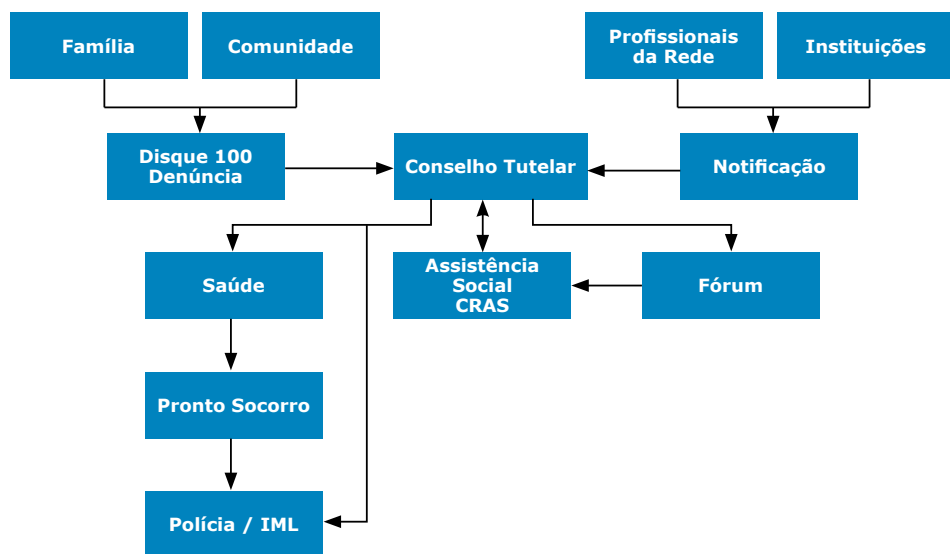 Família
Comunidade
Profissionais
da Rede
Instituições
Disque 100
Denúncia
Conselho Tutelar
Notificação
Saúde
Assistência
Social
CRAS
Fórum
Pronto Socorro
Polícia / IML